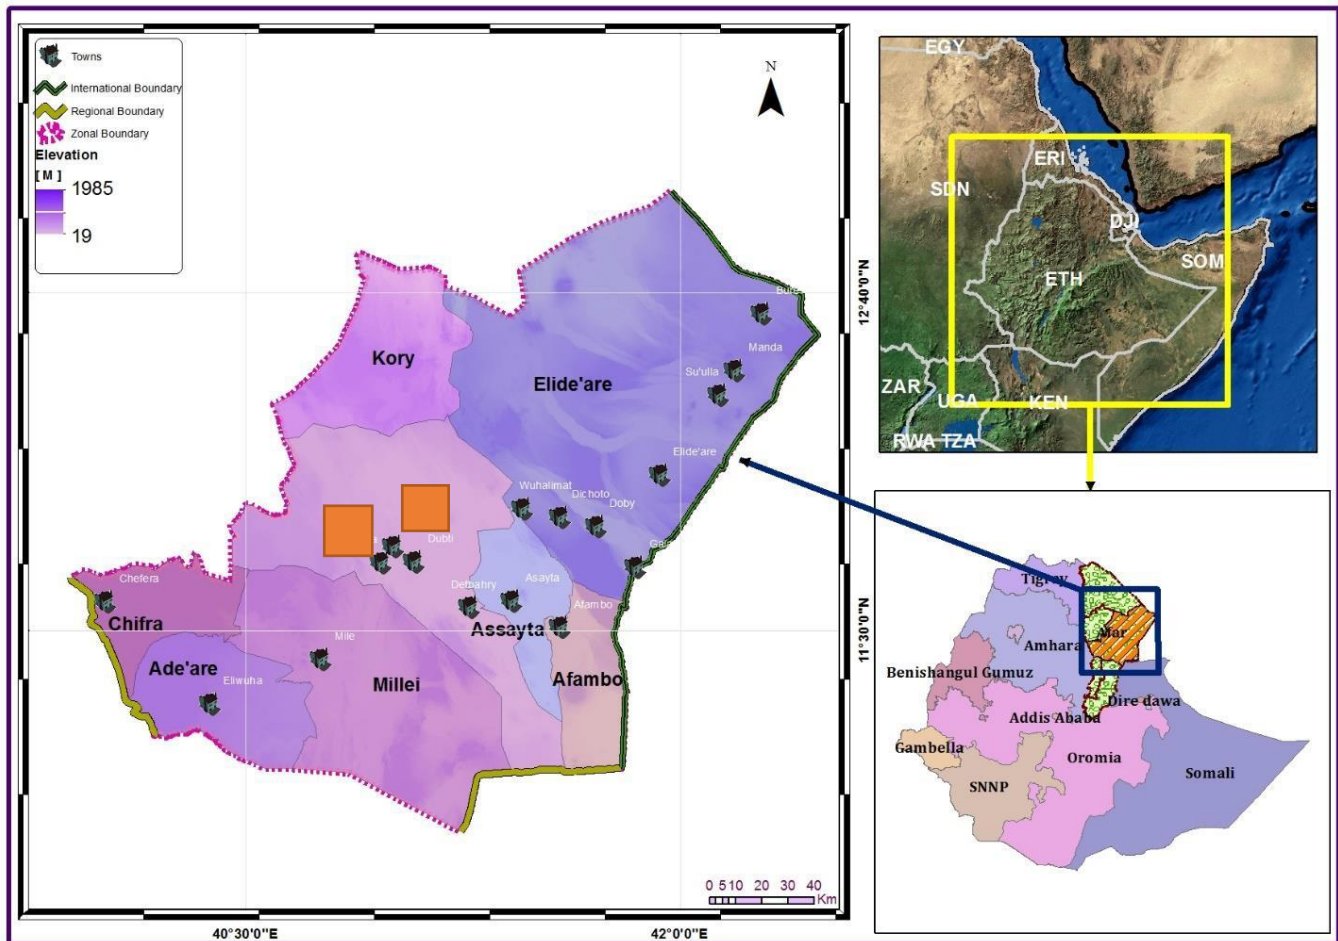 Towns
International Boundary
Regional Boundary
Zonal Boundary
Elevation
[ M ]
1985
19
N
Kory
Elide'are
Manda
Su'ulla
Elide'are
Wuhalimat
Dichoto
Doby
Dubti
Chefera
Chifra
Detbahry
Asayta
Afambo
Assayta
Mile
Ade'are
Eliwuha
Millei
Afambo
0 5 10 20 30 40
Km
40°30'0"E
42°0'0"E
12°40'0"N
11°30'0"N
EGY
ERI
SDN
DJI
SOM
ETH
ZAR
UGA
KEN
RWA TZA
Tigray
Mar
Amhara
Benishangul Gumuz
Dire dawa
Addis Ababa
Gambella
Oromia
Somali
SNNP